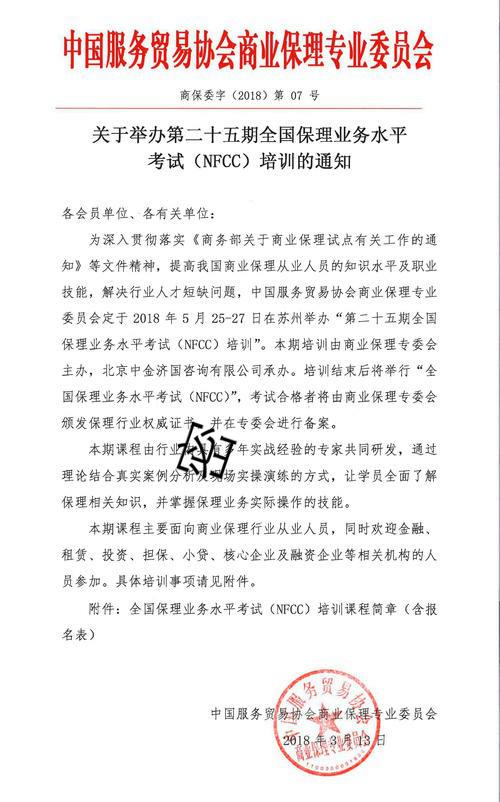 中国服务贸易协会商业保理专业委员会
商保委字（2018）第 07 号
关于举办第二十五期全国保理业务水平
考试（NFCC）培训的通知
各会员单位、各有关单位：
为深入贯彻落实《商务部关于商业保理试点有关工作的通
知》等文件精神，提高我国商业保理从业人员的知识水平及职业
技能，解决行业人才短缺问题，中国服务贸易协会商业保理专业
委员会定于 2018 年 5 月 25-27 日在苏州举办“第二十五期全国
保理业务水平考试（NFCC）培训”。本期培训由商业保理专委会
主办，北京中金济国咨询有限公司承办。培训结束后将举行“全
国保理业务水平考试（NFCC）”，考试合格者将由商业保理专委会
颁发保理行业权威证书，并在专委会进行备案。
本期课程由行业内具有多年实战经验的专家共同研发，通过
理论结合真实案例分析及现场实操演练的方式，让学员全面了解
保理相关知识，并掌握保理业务实际操作的技能。
本期课程主要面向商业保理行业从业人员，同时欢迎金融、
租赁、投资、担保、小贷、核心企业及融资企业等相关机构的人
员参加。具体培训事项请见附件。
附件：全国保理业务水平考试（NFCC）培训课程简章（含报
名表）
中国服务贸易协会商业保理专业委员会
2018 年 3 月 13 日
中国服务贸易协会
商业保理专业委员会